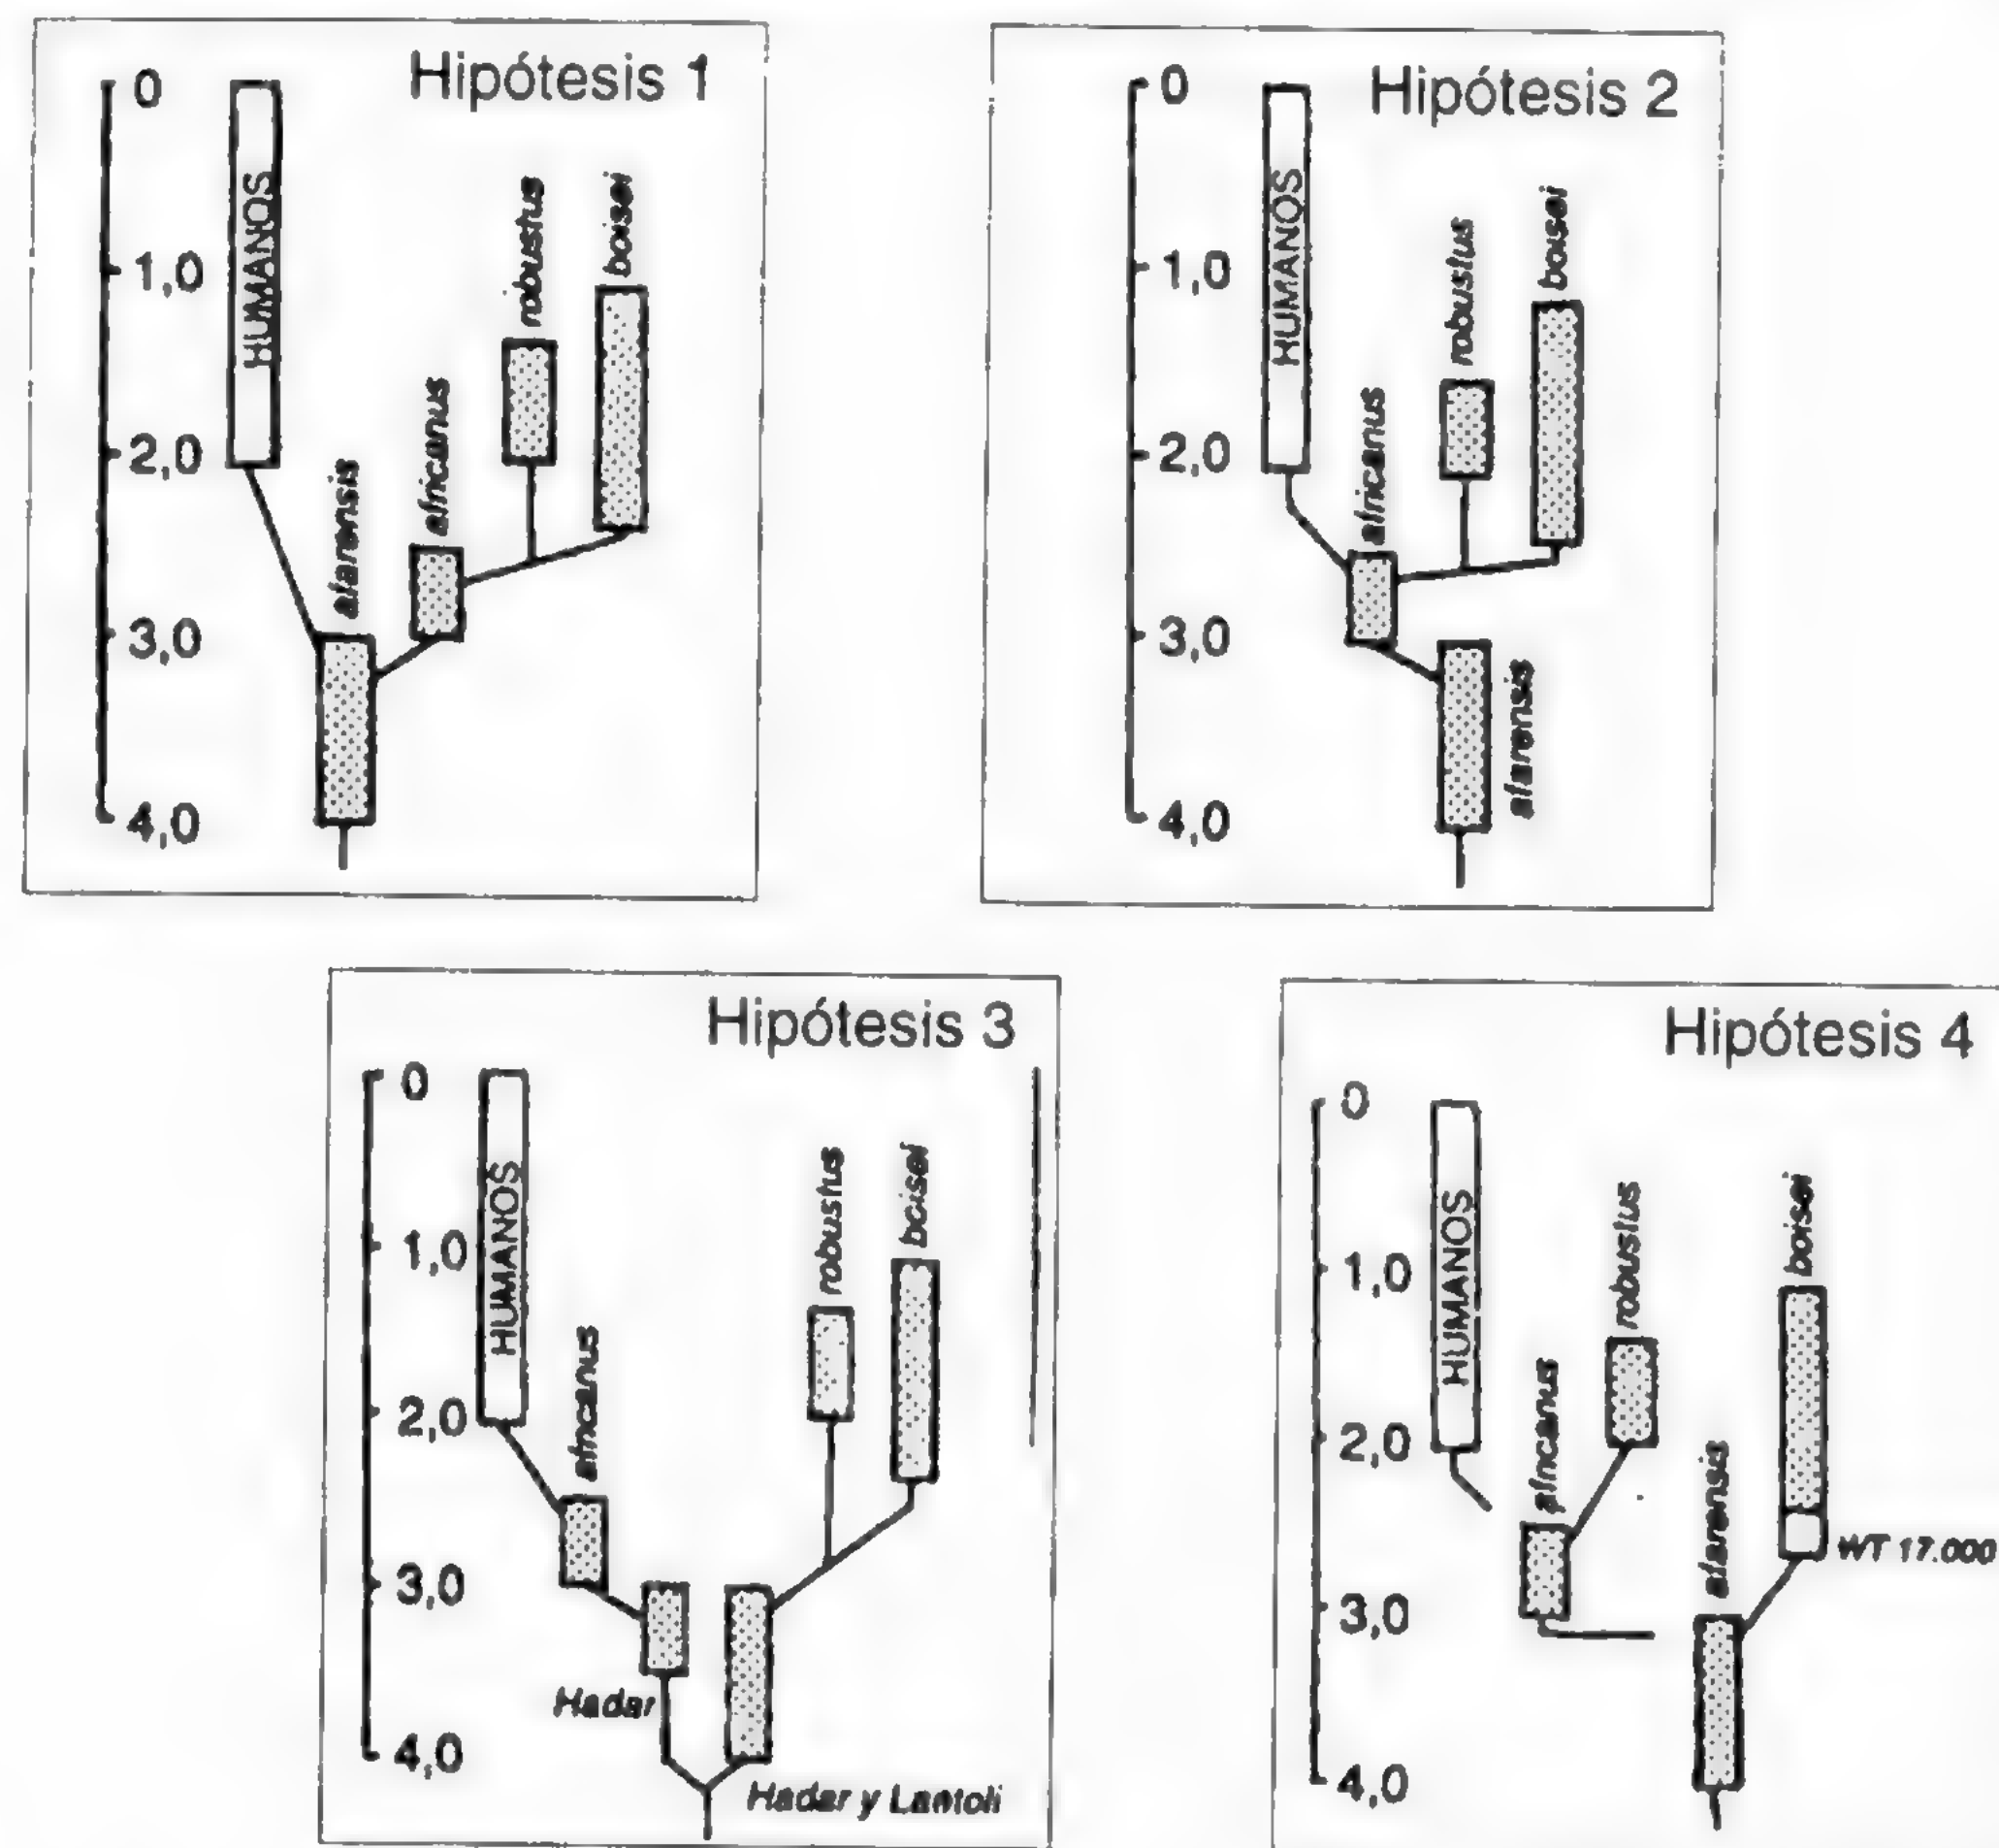 Hipótesis 1
0
1,0
2,0
3,0
4,0
HUMANOS
afarensis
africanus
robustus
boisei
Hipótesis 2
0
1,0
2,0
3,0
4,0
HUMANOS
africanus
robustus
boisei
afarensis
Hipótesis 3
0
1,0
2,0
3,0
4,0
HUMANOS
africanus
robustus
boisei
Hadar
Hadar y Laetoli
Hipótesis 4
0
1,0
2,0
3,0
4,0
HUMANOS
africanus
robustus
afarensis
boisei
WT 17.000